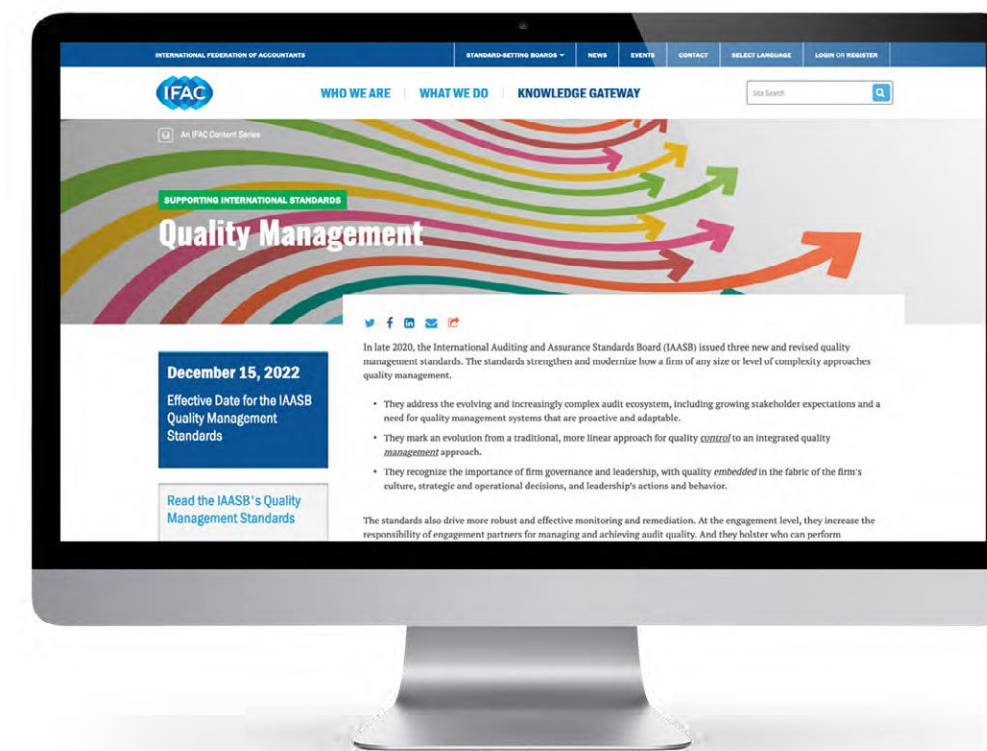 INTERNATIONAL FEDERATION OF ACCOUNTANTS
STANDARD-SETTING BOARDS
NEWS
EVENTS
CONTACT
SELECT LANGUAGE
LOGIN OR REGISTER
IFAC
WHO WE ARE
WHAT WE DO
KNOWLEDGE GATEWAY
Site Search
An IFAC Content Series
SUPPORTING INTERNATIONAL STANDARDS
Quality Management
December 15, 2022
Effective Date for the IAASB
Quality Management
Standards
Read the IAASB's Quality
Management Standards
In late 2020, the International Auditing and Assurance Standards Board (IAASB) issued three new and revised quality
management standards. The standards strengthen and modernize how a firm of any size or level of complexity approaches
quality management.
• They address the evolving and increasingly complex audit ecosystem, including growing stakeholder expectations and a
need for quality management systems that are proactive and adaptable.
• They mark an evolution from a traditional, more linear approach for quality control to an integrated quality
management approach.
• They recognize the importance of firm governance and leadership, with quality embedded in the fabric of the firm's
culture, strategic and operational decisions, and leadership's actions and behavior.
The standards also drive more robust and effective monitoring and remediation. At the engagement level, they increase the
responsibility of engagement partners for managing and achieving audit quality. And they bolster who can perform